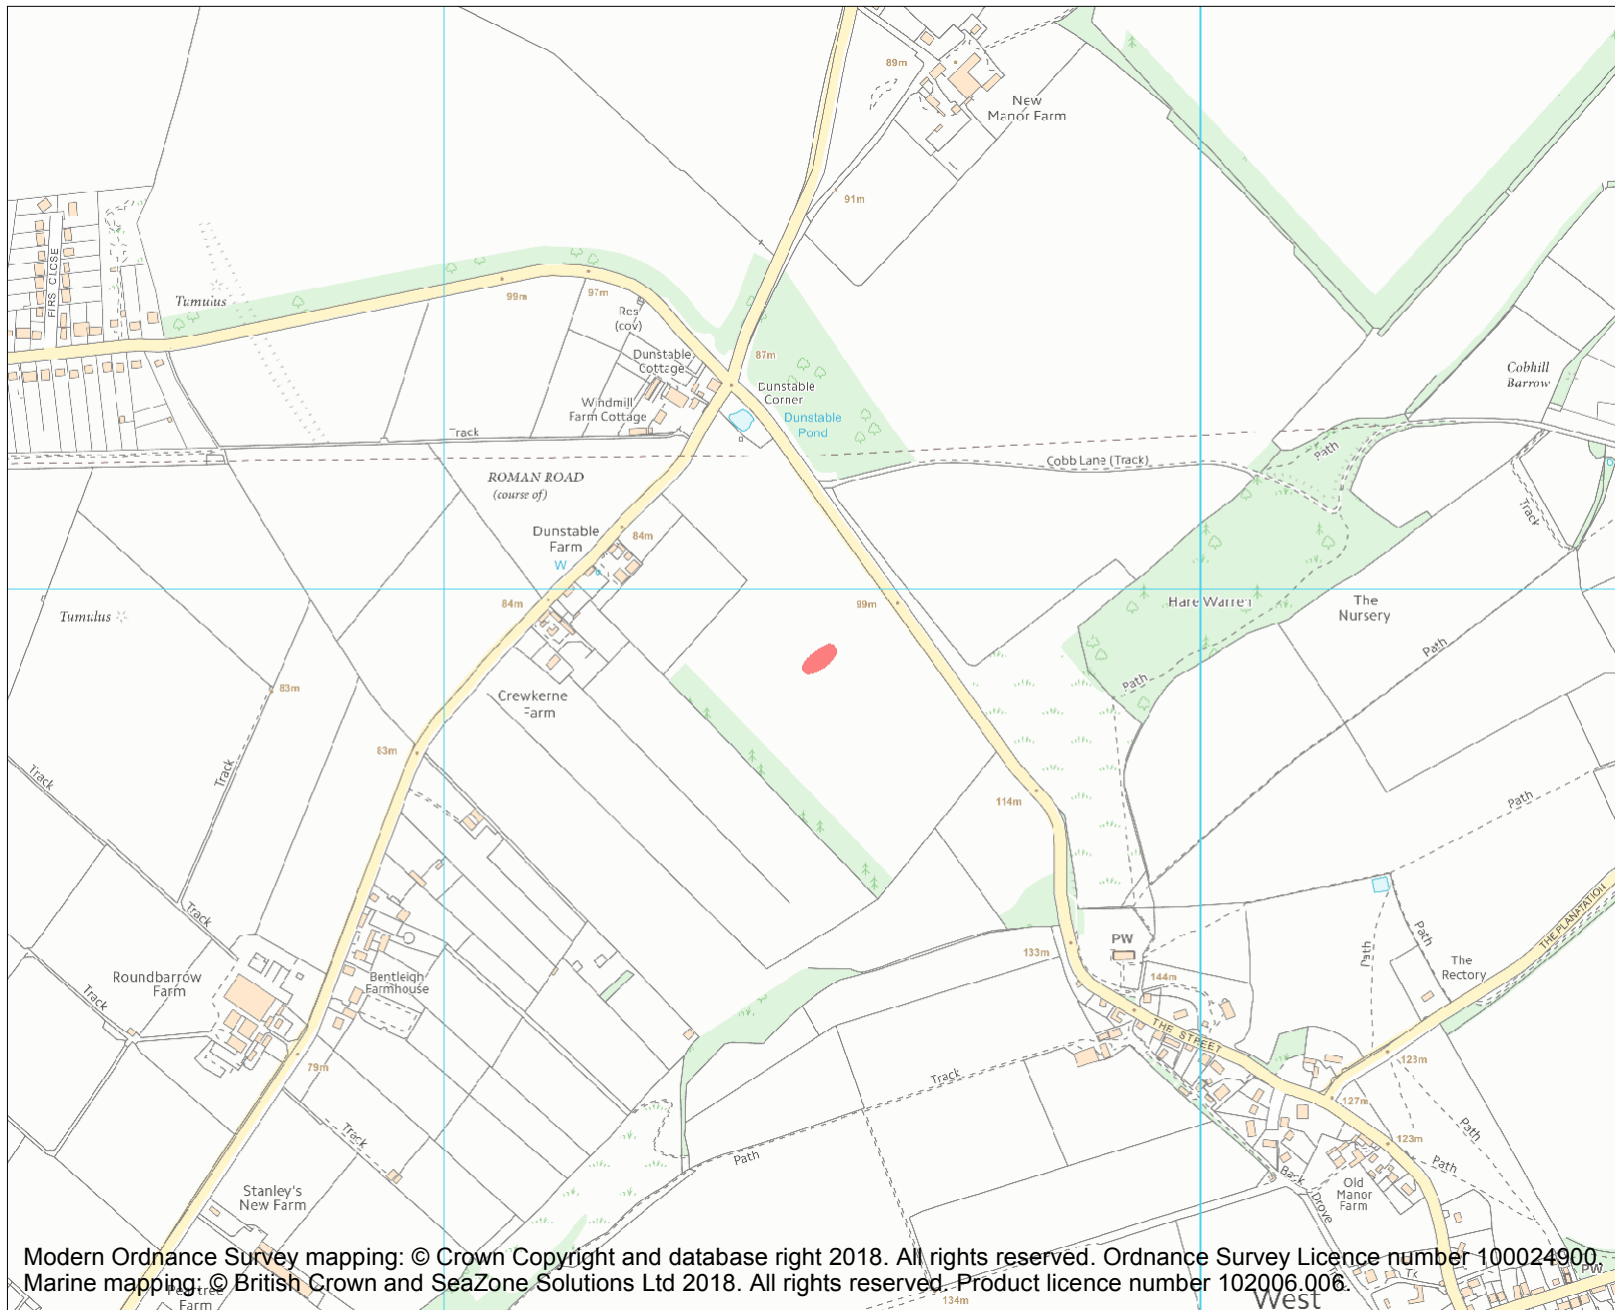 89m
New
Manor Farm
91m
FIRS CLCSE
Tumulus
99m
97m
Res
(cov)
87m
Dunstable
Cottage
Dunstable
Corner
Cobhill
Barrow
Windmill
Farm Cottage
Dunstable
Pond
Track
Path
Cobb Lane (Track)
ROMAN ROAD
(course of)
Track
Dunstable
Farm
84m
W
84m
99m
Hare Warren
The
Nursery
Tumulus
Path
Path
83m
Crewkerne
Farm
83m
Track
Track
114m
Path
Track
THE PLANATATION
PW
133m
144m
Path
Path
The
Rectory
Roundbarrow
Farm
Bentleigh
Farmhouse
Track
THE STREET
79m
Track
123m
127m
Track
Path
123m
Path
Path
Back Drove
Old
Manor
Farm
Stanley's
New Farm
Modern Ordnance Survey mapping: © Crown Copyright and database right 2018. All rights reserved. Ordnance Survey Licence number 100024900.
Marine mapping: © British Crown and SeaZone Solutions Ltd 2018. All rights reserved. Product licence number 102006.006.
PW
Farm
134m
West